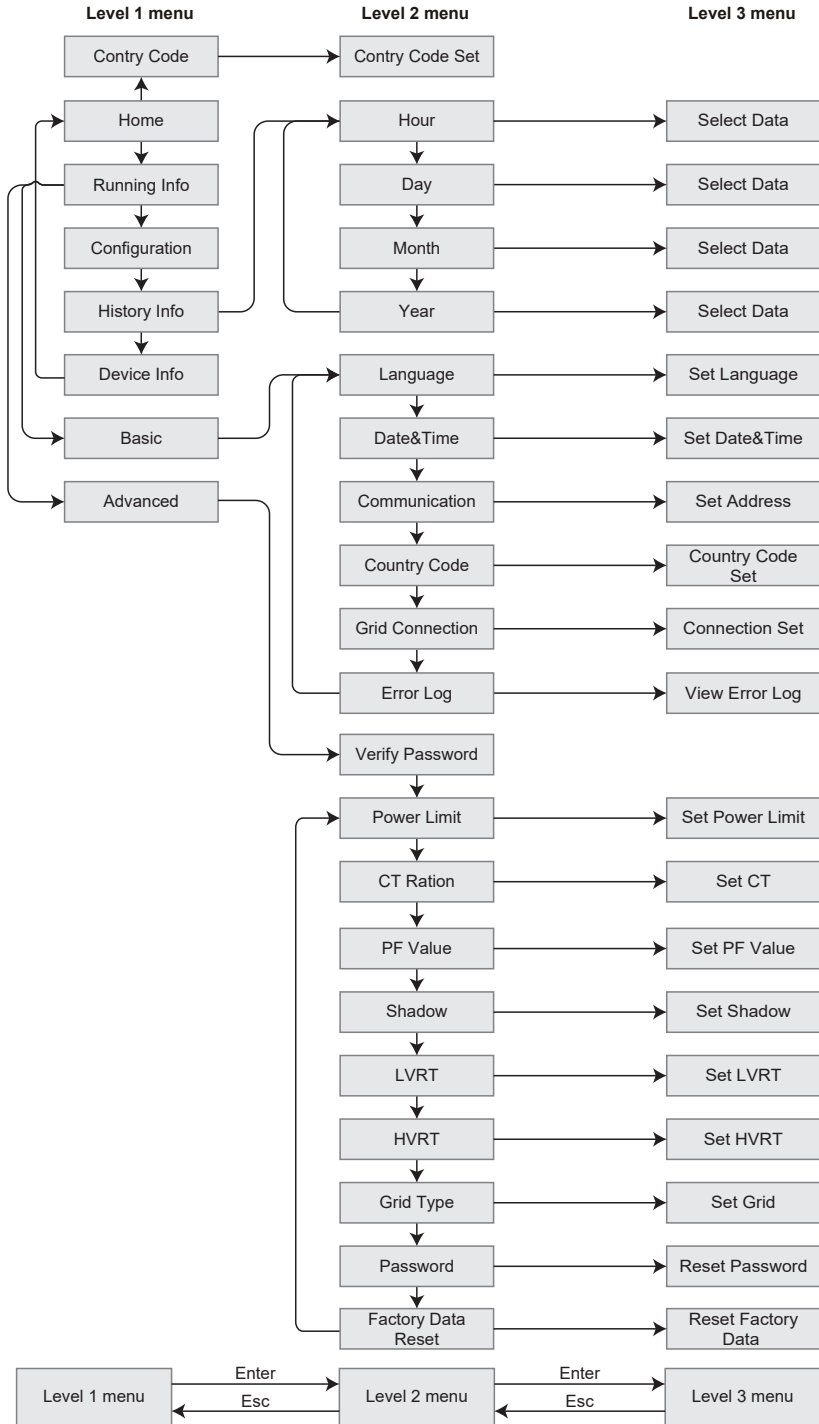 Level 1 menu
Level 2 menu
Level 3 menu
Contry Code
Contry Code Set
Home
Hour
Select Data
Running Info
Day
Select Data
Configuration
Month
Select Data
History Info
Year
Select Data
Device Info
Language
Set Language
Basic
Date&Time
Set Date&Time
Advanced
Communication
Set Address
Country Code
Country Code
Set
Grid Connection
Connection Set
Error Log
View Error Log
Verify Password
Power Limit
Set Power Limit
CT Ration
Set CT
PF Value
Set PF Value
Shadow
Set Shadow
LVRT
Set LVRT
HVRT
Set HVRT
Grid Type
Set Grid
Password
Reset Password
Factory Data
Reset
Reset Factory
Data
Level 1 menu
Enter
Esc
Level 2 menu
Enter
Esc
Level 3 menu